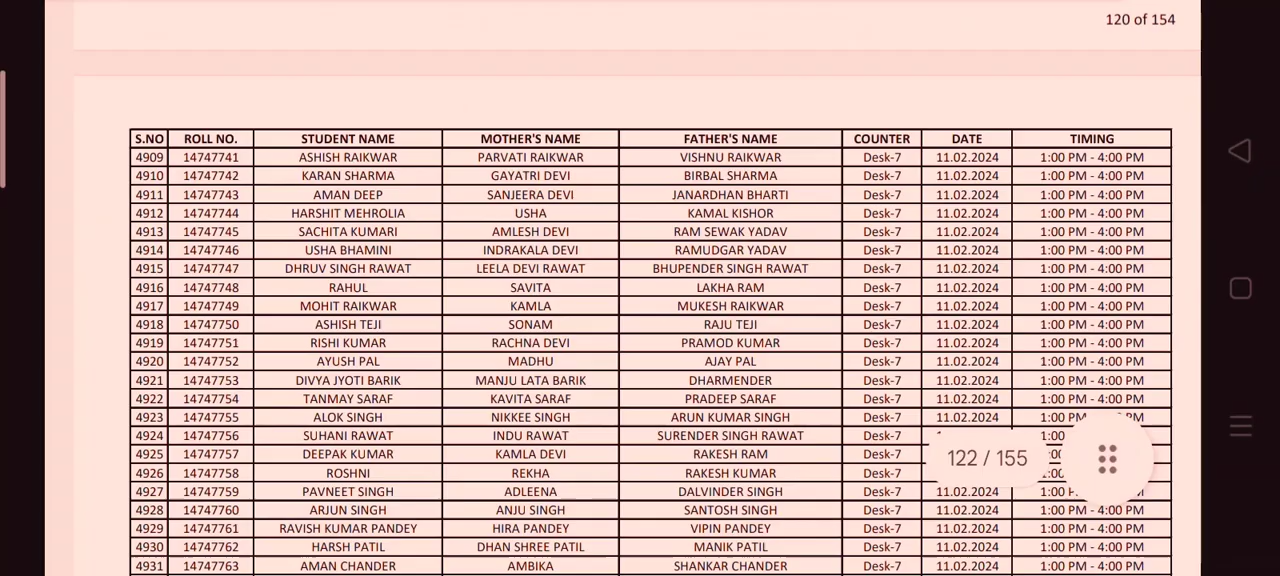 120 of 154
S.NO ROLL NO. STUDENT NAME MOTHER'S NAME FATHER'S NAME COUNTER DATE TIMING
4909 14747741 ASHISH RAIKWAR PARVATI RAIKWAR VISHNU RAIKWAR Desk-7 11.02.2024 1:00 PM - 4:00 PM
4910 14747742 KARAN SHARMA GAYATRI DEVI BIRBAL SHARMA Desk-7 11.02.2024 1:00 PM - 4:00 PM
4911 14747743 AMAN DEEP SANJEERA DEVI JANARDHAN BHARTI Desk-7 11.02.2024 1:00 PM - 4:00 PM
4912 14747744 HARSHIT MEHROLIA USHA KAMAL KISHOR Desk-7 11.02.2024 1:00 PM - 4:00 PM
4913 14747745 SACHITA KUMARI AMLESH DEVI RAM SEWAK YADAV Desk-7 11.02.2024 1:00 PM - 4:00 PM
4914 14747746 USHA BHAMINI INDRAKALA DEVI RAMUDGAR YADAV Desk-7 11.02.2024 1:00 PM - 4:00 PM
4915 14747747 DHRUV SINGH RAWAT LEELA DEVI RAWAT BHUPENDER SINGH RAWAT Desk-7 11.02.2024 1:00 PM - 4:00 PM
4916 14747748 RAHUL SAVITA LAKHA RAM Desk-7 11.02.2024 1:00 PM - 4:00 PM
4917 14747749 MOHIT RAIKWAR KAMLA MUKESH RAIKWAR Desk-7 11.02.2024 1:00 PM - 4:00 PM
4918 14747750 ASHISH TEJI SONAM RAJU TEJI Desk-7 11.02.2024 1:00 PM - 4:00 PM
4919 14747751 RISHI KUMAR RACHNA DEVI PRAMOD KUMAR Desk-7 11.02.2024 1:00 PM - 4:00 PM
4920 14747752 AYUSH PAL MADHU AJAY PAL Desk-7 11.02.2024 1:00 PM - 4:00 PM
4921 14747753 DIVYA JYOTI BARIK MANJU LATA BARIK DHARMENDER Desk-7 11.02.2024 1:00 PM - 4:00 PM
4922 14747754 TANMAY SARAF KAVITA SARAF PRADEEP SARAF Desk-7 11.02.2024 1:00 PM - 4:00 PM
4923 14747755 ALOK SINGH NIKKEE SINGH ARUN KUMAR SINGH Desk-7 11.02.2024 1:00 PM
4924 14747756 SUHANI RAWAT INDU RAWAT SURENDER SINGH RAWAT Desk-7 1:00
4925 14747757 DEEPAK KUMAR KAMLA DEVI RAKESH RAM Desk-7
122 / 155
4926 14747758 ROSHNI REKHA RAKESH KUMAR Desk-7
4927 14747759 PAVNEET SINGH ADLEENA DALVINDER SINGH Desk-7 11.02.2024 1:00
4928 14747760 ARJUN SINGH ANJU SINGH SANTOSH SINGH Desk-7 11.02.2024 1:00 PM - 4:00 PM
4929 14747761 RAVISH KUMAR PANDEY HIRA PANDEY VIPIN PANDEY Desk-7 11.02.2024 1:00 PM - 4:00 PM
4930 14747762 HARSH PATIL DHAN SHREE PATIL MANIK PATIL Desk-7 11.02.2024 1:00 PM - 4:00 PM
4931 14747763 AMAN CHANDER AMBIKA SHANKAR CHANDER Desk-7 11.02.2024 1:00 PM - 4:00 PM